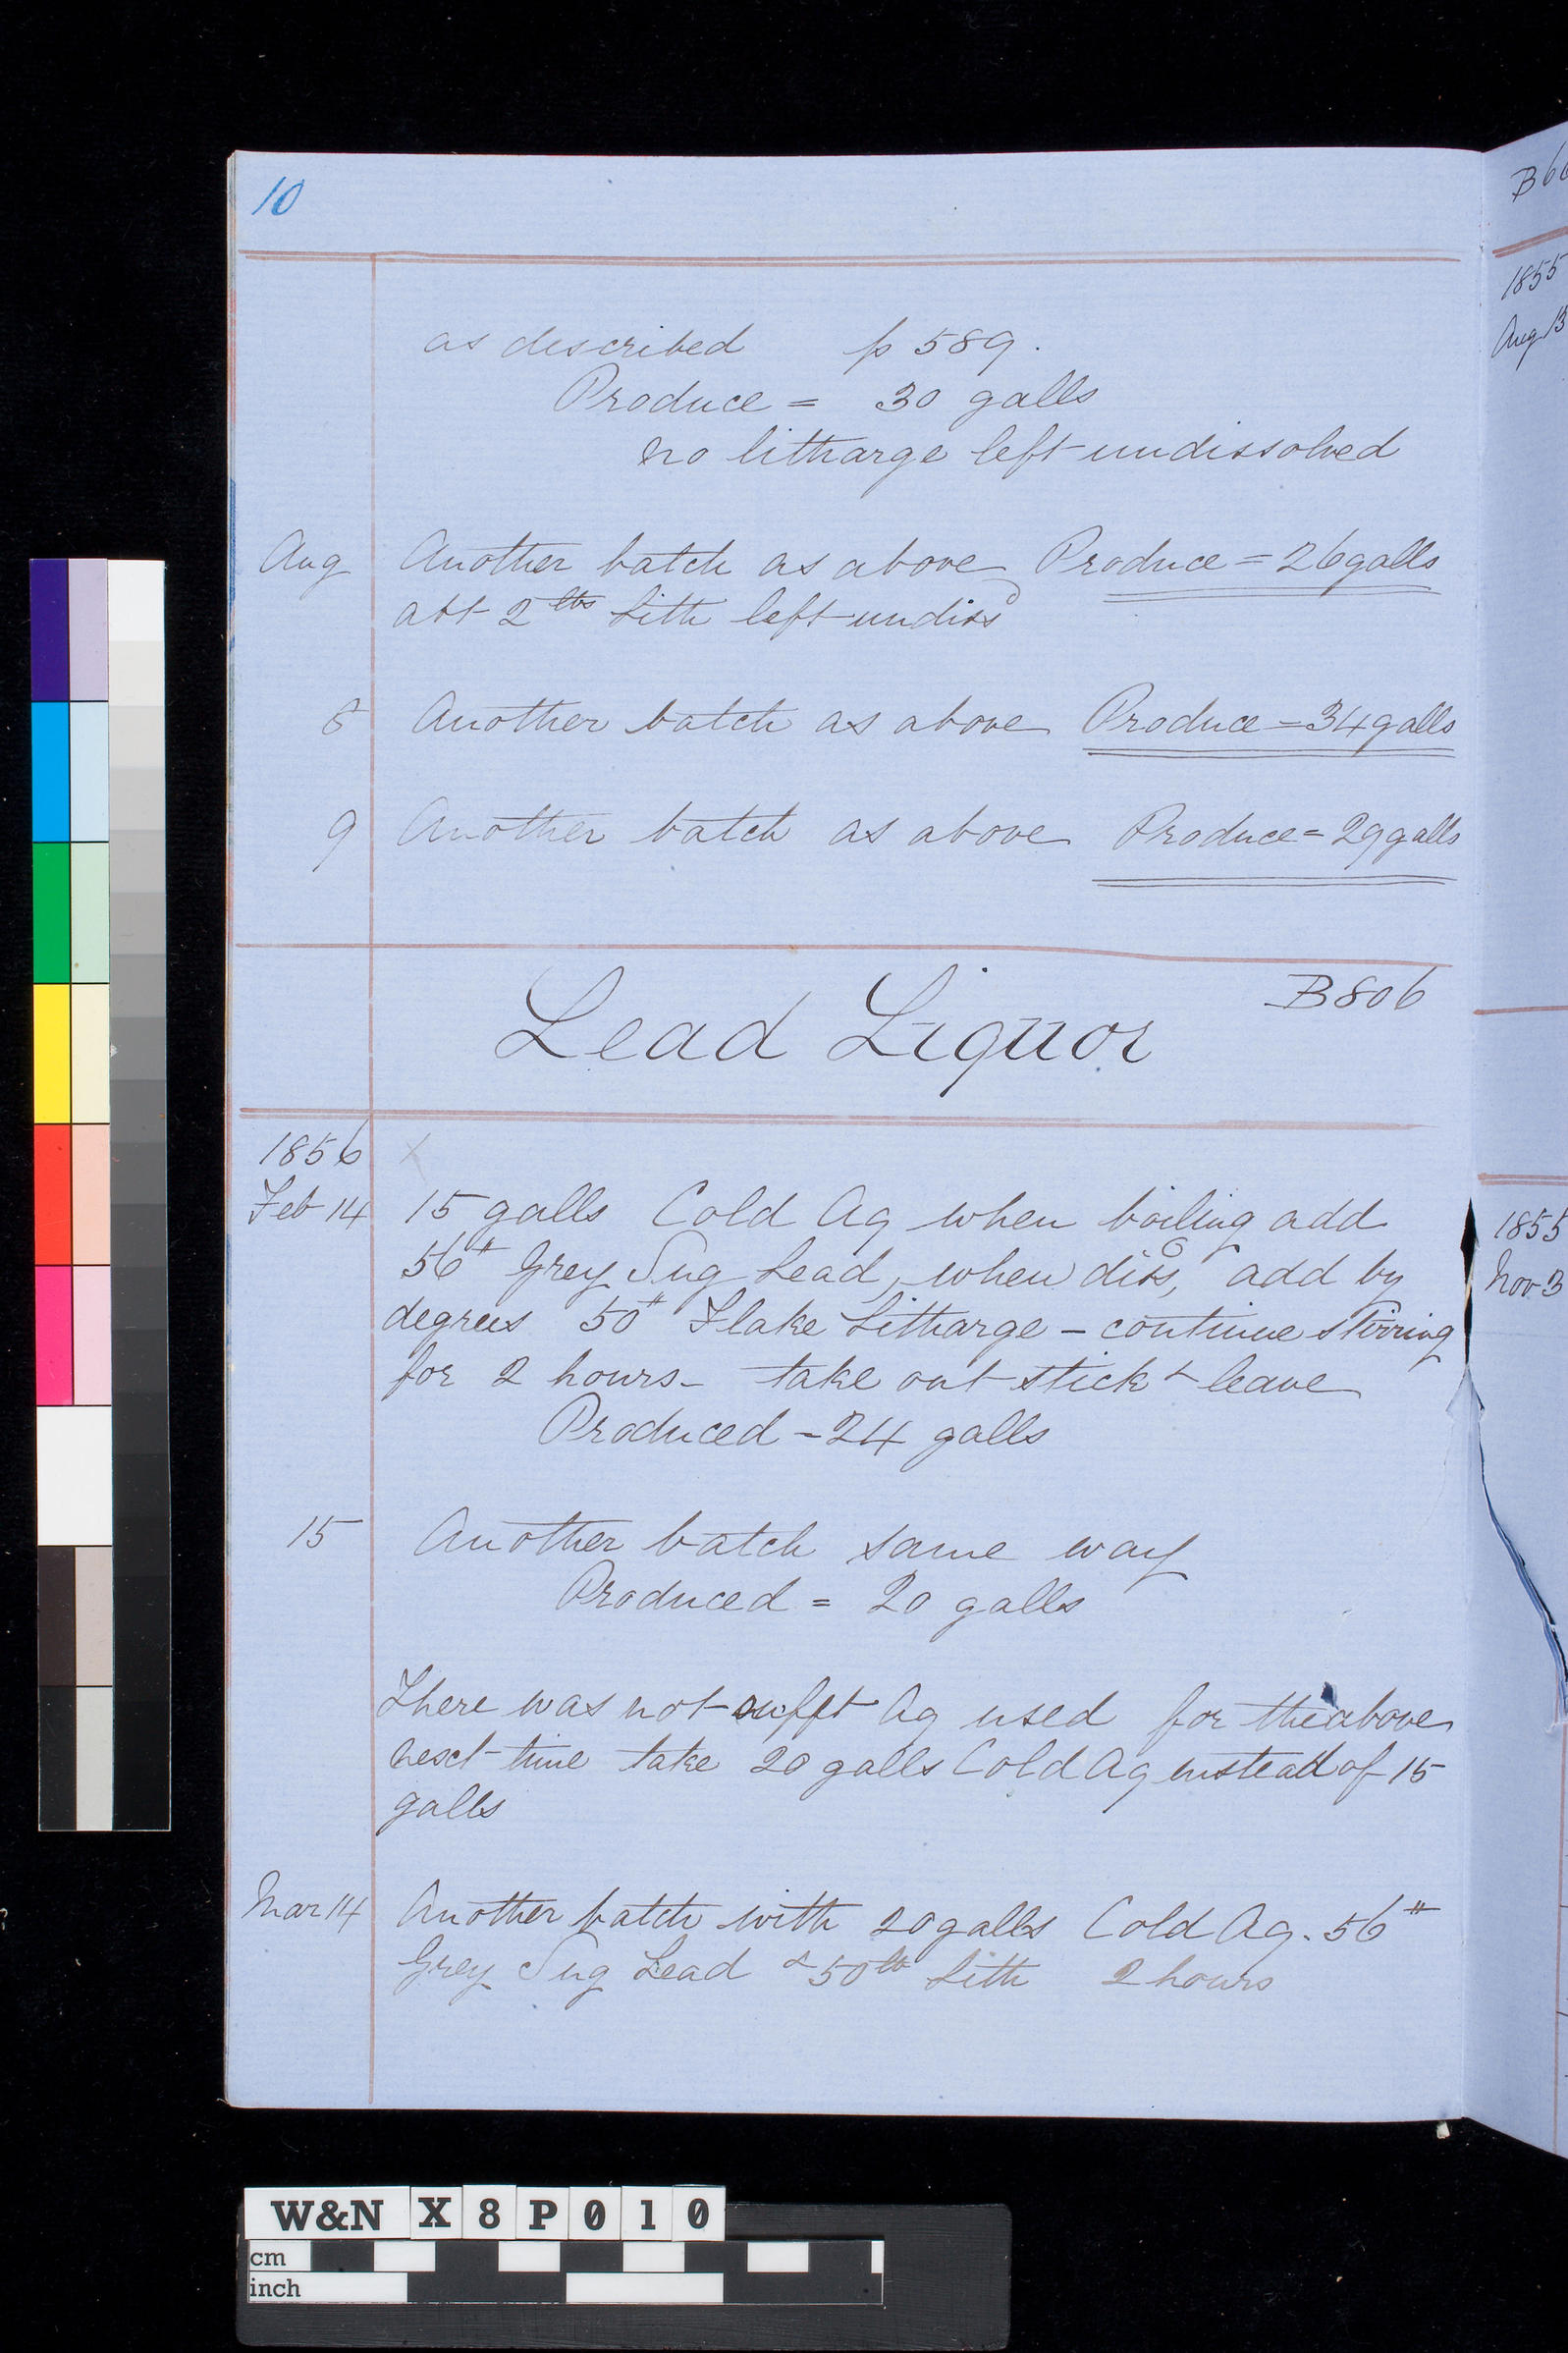 10
as described p 589.
Produce = 30 galls
no litharge left undissolved
Aug Another batch as above Produce = 26 galls
abt 2 lbs Lith left undissd
8 Another batch as above Produce = 34 galls
9 Another batch as above Produce = 29 galls
B806
Lead Liquor
1856 X
Feb 14 15 galls Cold Aq when boiling add
56 # Grey Sug Lead, when diss, add by
degrees 50 # Flake Litharge - continue stirring
for 2 hours - take out stick & leave
Produced - 24 galls
15 Another batch same way
Produced = 20 galls
There was not sufft Aq used for the above
next time take 20 galls Cold Aq instead of 15
galls
Mar 14 Another batch with 20 galls Cold Aq. 56 #
Grey Sug Lead & 50 lb Lith 2 hours
1855
Aug 13
1855
Nov 3
W&N X8P010
cm
inch